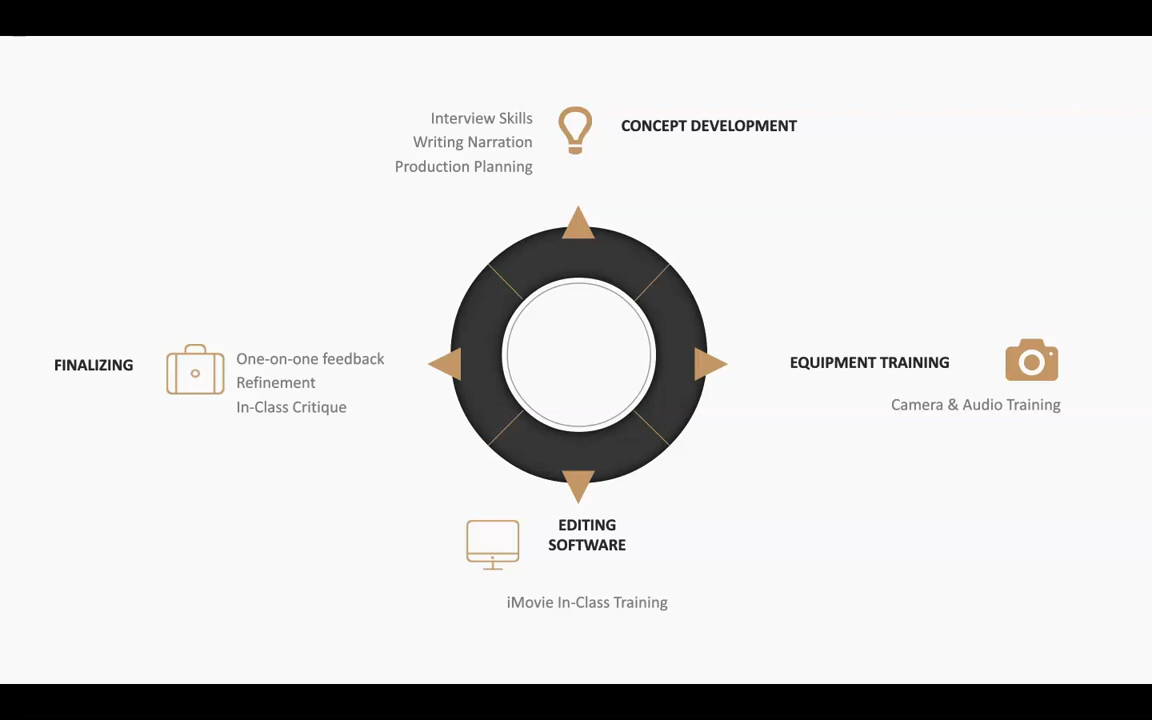 Interview Skills
Writing Narration
Production Planning
CONCEPT DEVELOPMENT
FINALIZING
One-on-one feedback
Refinement
In-Class Critique
EQUIPMENT TRAINING
Camera & Audio Training
EDITING
SOFTWARE
iMovie In-Class Training